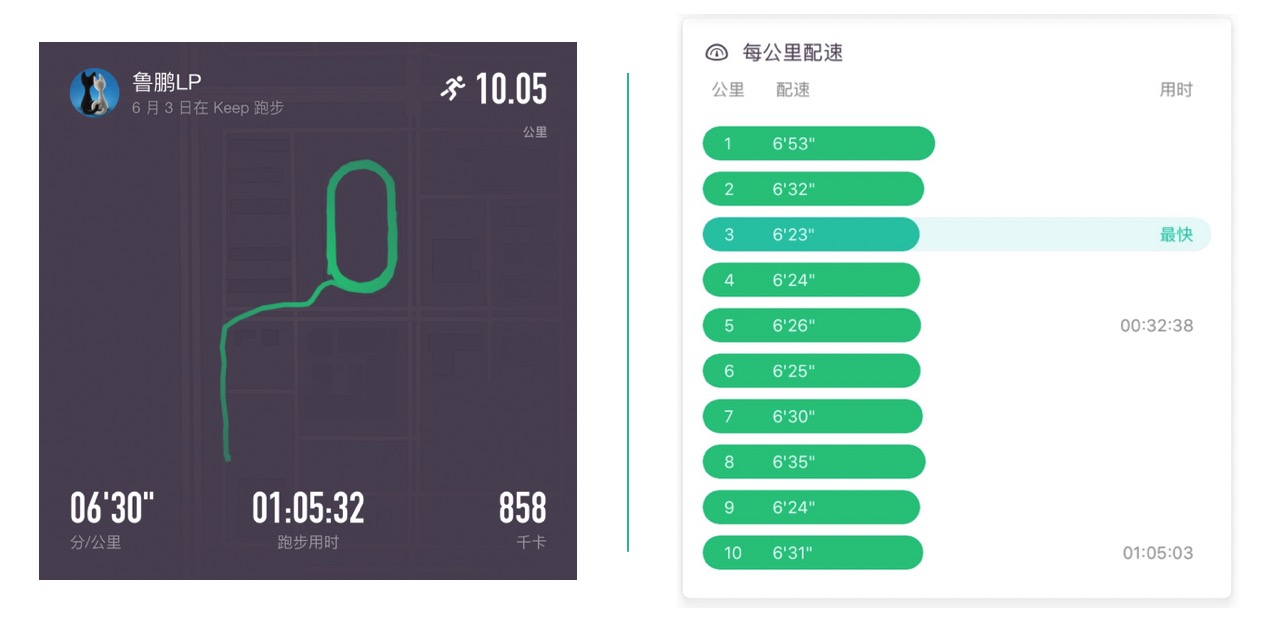 鲁鹏LP
6 月 3 日在 Keep 跑步
10.05
公里
06'30"
分/公里
01:05:32
跑步用时
858
千卡
每公里配速
公里 配速 用时
1 6'53"
2 6'32"
3 6'23" 最快
4 6'24"
5 6'26" 00:32:38
6 6'25"
7 6'30"
8 6'35"
9 6'24"
10 6'31" 01:05:03